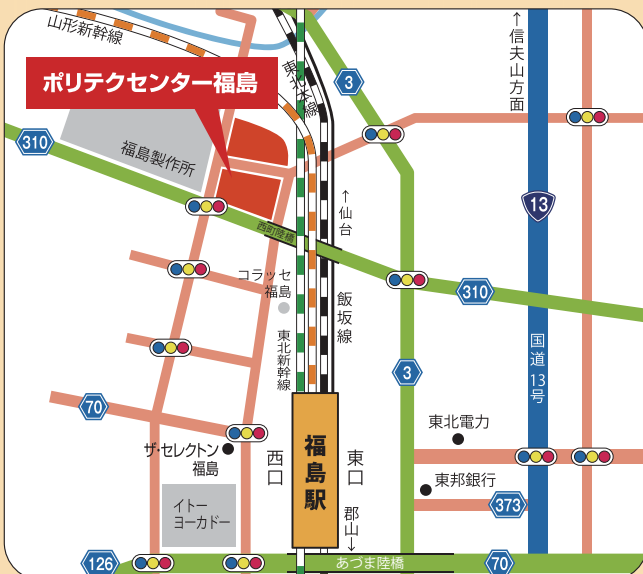 山形新幹線
東北本線
↑信夫山方面
3
ポリテクセンター福島
310
福島製作所
13
↑仙台
西町陸橋
コラッセ
福島
310
飯坂線
東北新幹線
国道13号
3
70
東北電力
ザ・セレクトン
福島
西口
福島駅
東口
東邦銀行
イトー
ヨーカドー
373
郡山↓
126
あづま陸橋
70